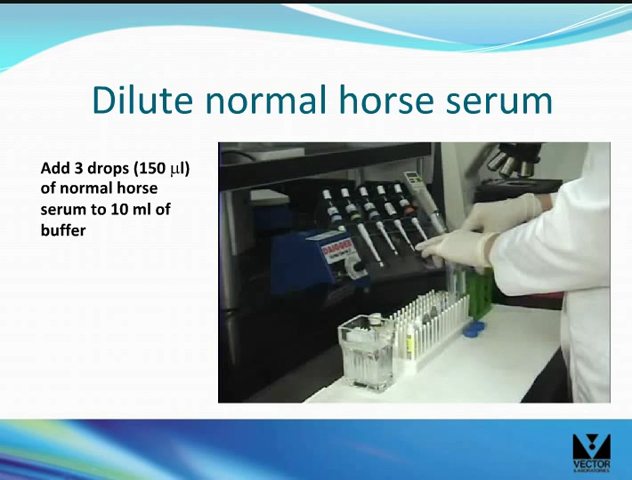 Dilute normal horse serum
Add 3 drops (150 μl)
of normal horse
serum to 10 ml of
buffer
DANGER
VECTOR
LABORATORIES